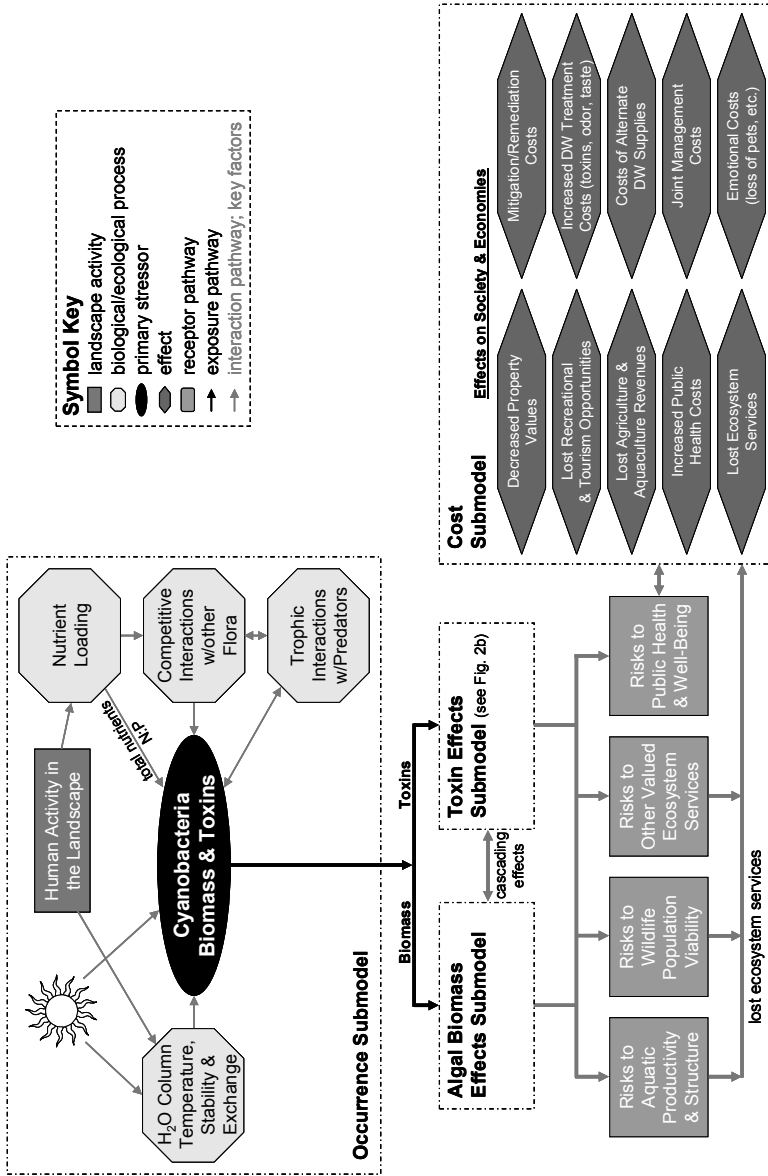 Human Activity in
the Landscape
Nutrient
Loading
total nutrients
N:P
Competitive
Interactions
w/other
Flora
Trophic
Interactions
w/Predators
H2O Column
Temperature,
Stability &
Exchange
Cyanobacteria
Biomass & Toxins
Occurrence Submodel
Symbol Key
landscape activity
biological/ecological process
primary stressor
effect
receptor pathway
exposure pathway
interaction pathway; key factors
Biomass
Toxins
Algal Biomass
Effects Submodel
cascading
effects
Toxin Effects
Submodel (see Fig. 2b)
Risks to
Aquatic
Productivity
& Structure
Risks to
Wildlife
Population
Viability
Risks to
Other Valued
Ecosystem
Services
Risks to
Public Health
& Well-Being
lost ecosystem services
Cost
Submodel
Effects on Society & Economies
Decreased Property
Values
Lost Recreational
& Tourism Opportunities
Lost Agriculture &
Aquaculture Revenues
Increased Public
Health Costs
Lost Ecosystem
Services
Mitigation/Remediation
Costs
Increased DW Treatment
Costs (toxins, odor, taste)
Costs of Alternate
DW Supplies
Joint Management
Costs
Emotional Costs
(loss of pets, etc.)